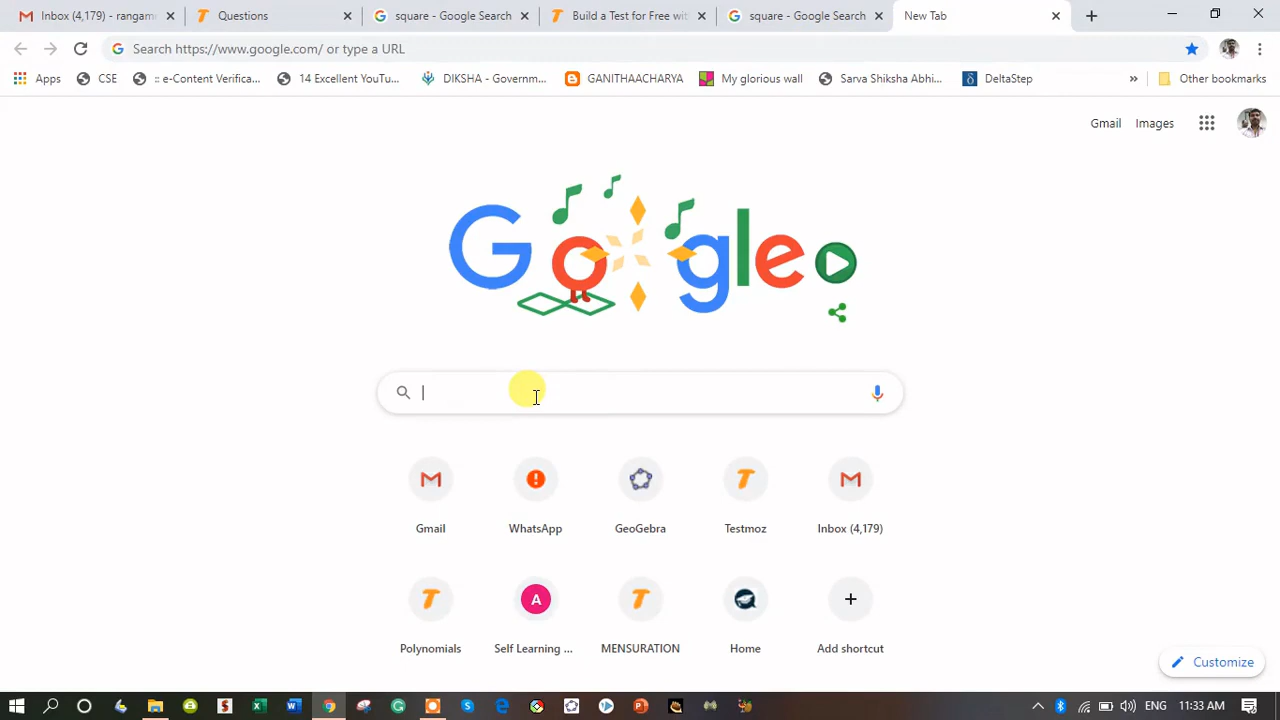 Inbox (4,179) - rangam
Questions
square - Google Search
Build a Test for Free wit
square - Google Search
New Tab
Search https://www.google.com/ or type a URL
Apps
CSE
:: e-Content Verifica...
14 Excellent YouTu...
DIKSHA - Governm...
GANITHAACHARYA
My glorious wall
Sarva Shiksha Abhi...
DeltaStep
»
Other bookmarks
Gmail Images
Google
Gmail
WhatsApp
GeoGebra
Testmoz
Inbox (4,179)
A
Polynomials
Self Learning ...
MENSURATION
Home
Add shortcut
Customize
ENG 11:33 AM